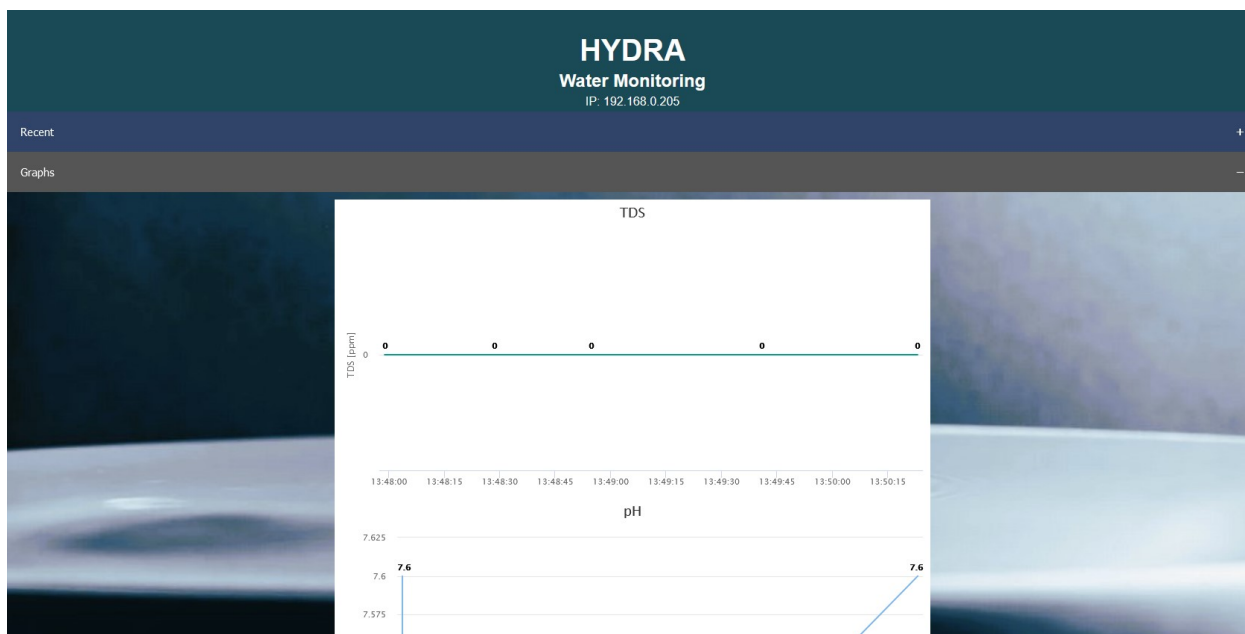 HYDRA
Water Monitoring
IP: 192.168.0.205
Recent +
Graphs −
TDS
TDS [ppm]
0
0 0 0 0 0
13:48:00 13:48:15 13:48:30 13:48:45 13:49:00 13:49:15 13:49:30 13:49:45 13:50:00 13:50:15
pH
7.625
7.6 7.6
7.6
7.575